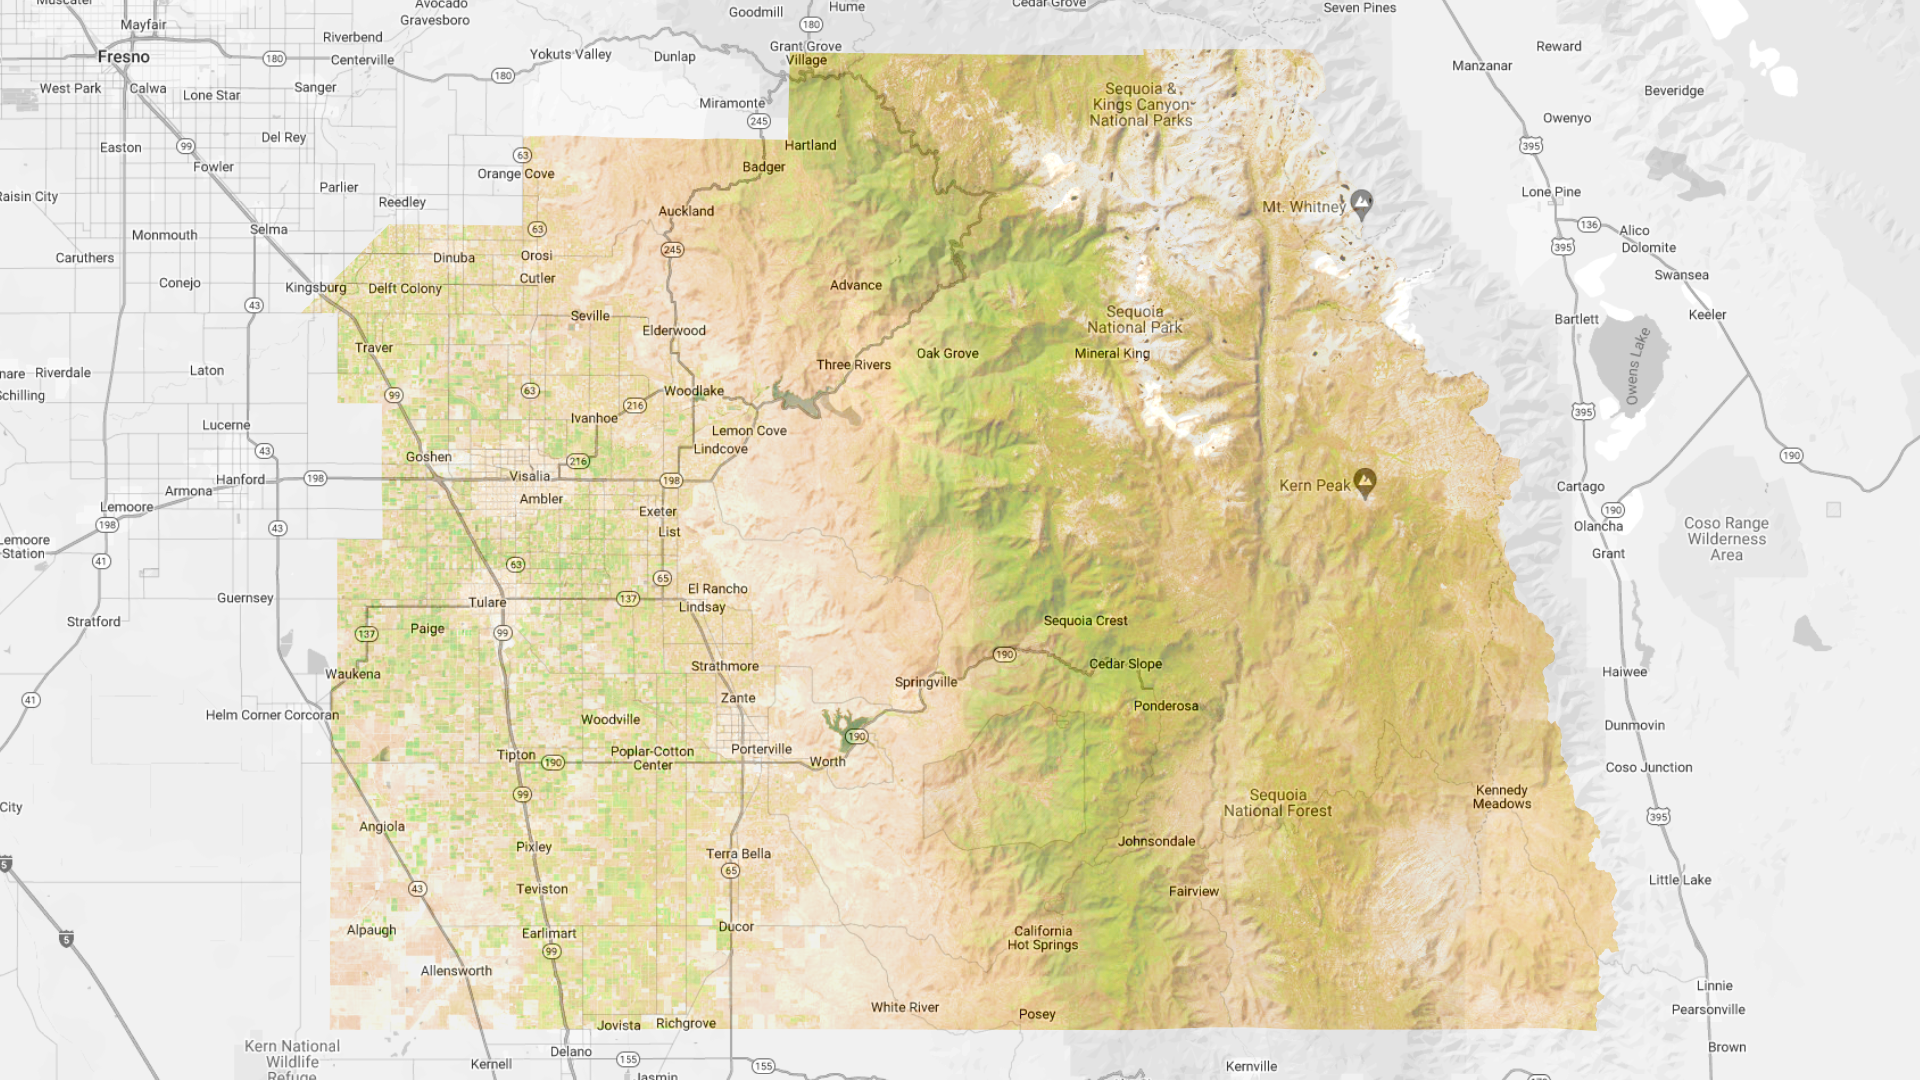 Muscater
Avocado
Goodmill
Hume
Cedar Grove
Seven Pines
Mayfair
Gravesboro
180
Riverbend
Grant Grove
Village
Reward
Fresno
180
Centerville
Yokuts Valley
Dunlap
Manzanar
180
West Park
Calwa
Lone Star
Sanger
Miramonte
Sequoia &
Kings Canyon
National Parks
Beveridge
245
Owenyo
Del Rey
Easton
99
Hartland
395
63
Fowler
Orange Cove
Badger
Parlier
Raisin City
Reedley
Lone Pine
Auckland
Mt. Whitney
Selma
63
136
Alico
Monmouth
395
Dolomite
245
Caruthers
Dinuba
Orosi
Cutler
Swansea
Conejo
Kingsburg
Delft Colony
Advance
43
Seville
Sequoia
National Park
Bartlett
Keeler
Elderwood
Traver
Oak Grove
Mineral King
Three Rivers
Owens Lake
nare
Riverdale
Laton
Schilling
99
63
Woodlake
216
395
Ivanhoe
Lucerne
Lemon Cove
43
Goshen
216
Lindcove
190
Hanford
198
Visalia
198
Kern Peak
Cartago
Armona
Ambler
Lemoore
Exeter
190
198
43
List
Olancha
Coso Range
Wilderness
Area
Lemoore
Station
41
63
Grant
65
El Rancho
Guernsey
Tulare
137
Lindsay
Stratford
137
Paige
99
Sequoia Crest
190
Cedar Slope
Waukena
Strathmore
Haiwee
41
Springville
Zante
Ponderosa
Helm Corner
Corcoran
Woodville
Dunmovin
190
Tipton
190
Poplar-Cotton
Center
Porterville
Worth
Coso Junction
99
Kennedy
Meadows
City
Sequoia
National Forest
395
Angiola
Johnsondale
Pixley
Terra Bella
5
65
43
Teviston
Fairview
Little Lake
Alpaugh
Earlimart
Ducor
California
Hot Springs
5
99
Allensworth
Linnie
White River
Posey
Pearsonville
Jovista
Richgrove
Kern National
Wildlife
Refuge
Delano
155
155
Kernell
Kernville
Brown
Jasmin